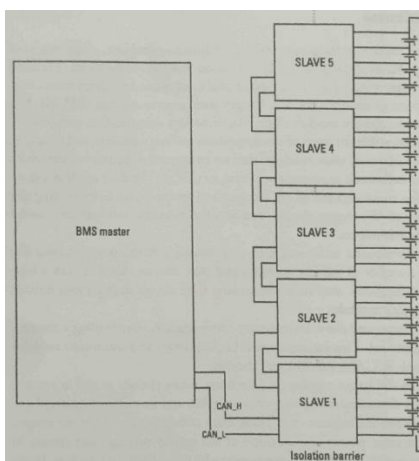 SLAVE 5
SLAVE 4
SLAVE 3
BMS master
SLAVE 2
CAN_H
SLAVE 1
CAN_L
Isolation barrier